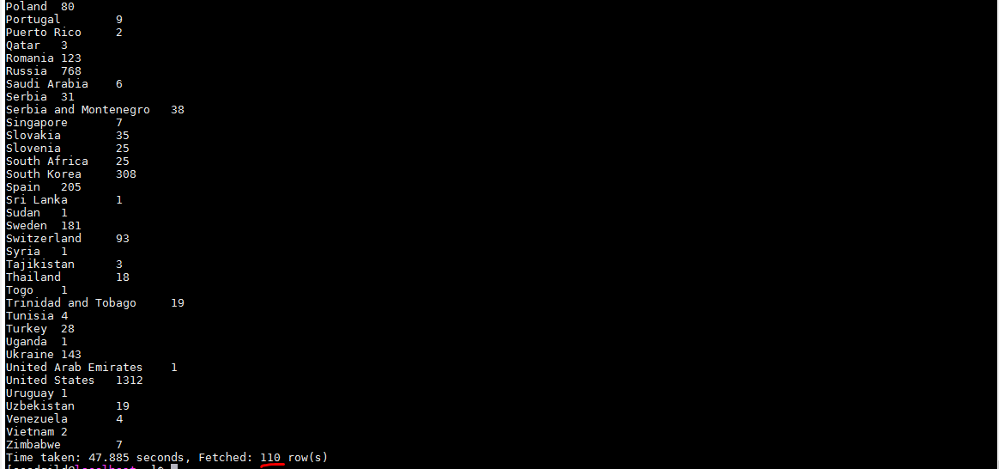 Poland 80
Portugal 9
Puerto Rico 2
Qatar 3
Romania 123
Russia 768
Saudi Arabia 6
Serbia 31
Serbia and Montenegro 38
Singapore 7
Slovakia 35
Slovenia 25
South Africa 25
South Korea 308
Spain 205
Sri Lanka 1
Sudan 1
Sweden 181
Switzerland 93
Syria 1
Tajikistan 3
Thailand 18
Togo 1
Trinidad and Tobago 19
Tunisia 4
Turkey 28
Uganda 1
Ukraine 143
United Arab Emirates 1
United States 1312
Uruguay 1
Uzbekistan 19
Venezuela 4
Vietnam 2
Zimbabwe 7
Time taken: 47.885 seconds, Fetched: 110 row(s)